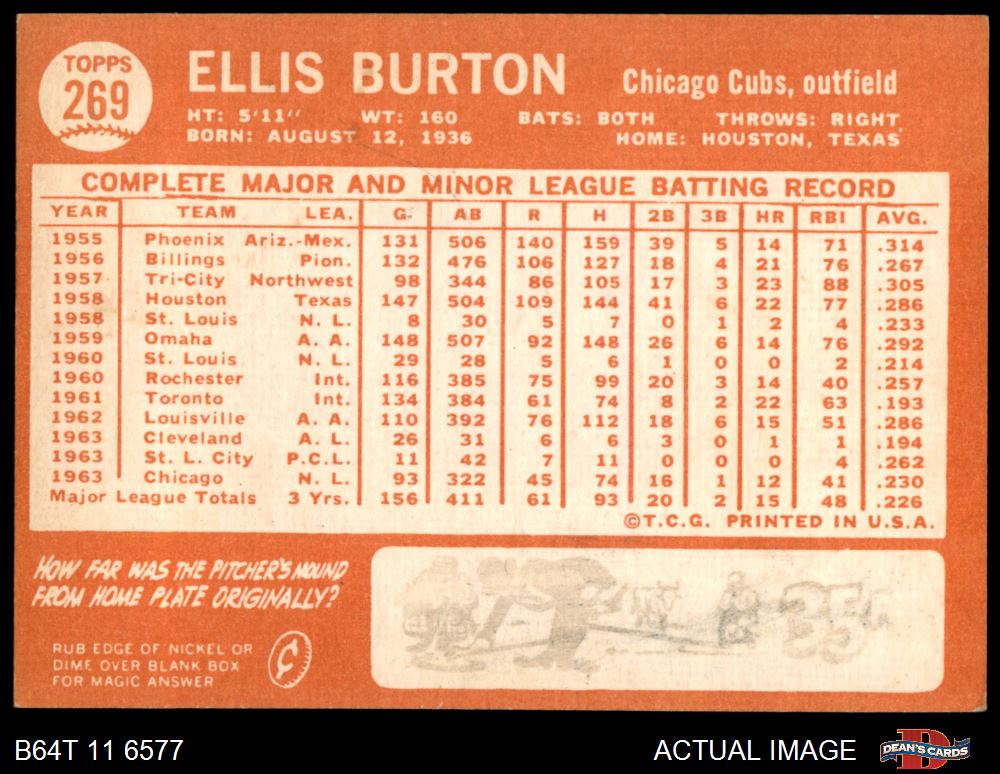 TOPPS
269
ELLIS BURTON Chicago Cubs, outfield
HT: 5'11" WT: 160 BATS: BOTH THROWS: RIGHT
BORN: AUGUST 12, 1936 HOME: HOUSTON, TEXAS
COMPLETE MAJOR AND MINOR LEAGUE BATTING RECORD
YEAR TEAM LEA. G AB R H 2B 3B HR RBI AVG.
1955 Phoenix Ariz.-Mex. 131 506 140 159 39 5 14 71 .314
1956 Billings Pion. 132 476 106 127 18 4 21 76 .267
1957 Tri-City Northwest 98 344 86 105 17 3 23 88 .305
1958 Houston Texas 147 504 109 144 41 6 22 77 .286
1958 St. Louis N. L. 8 30 5 7 0 1 2 4 .233
1959 Omaha A. A. 148 507 92 148 26 6 14 76 .292
1960 St. Louis N. L. 29 28 5 6 1 0 0 2 .214
1960 Rochester Int. 116 385 75 99 20 3 14 40 .257
1961 Toronto Int. 134 384 61 74 8 2 22 63 .193
1962 Louisville A. A. 110 392 76 112 18 6 15 51 .286
1963 Cleveland A. L. 26 31 6 6 3 0 1 1 .194
1963 St. L. City P.C.L. 11 42 7 11 0 0 0 4 .262
1963 Chicago N. L. 93 322 45 74 16 1 12 41 .230
Major League Totals 3 Yrs. 156 411 61 93 20 2 15 48 .226
©T.C.G. PRINTED IN U.S.A.
HOW FAR WAS THE PITCHER'S MOUND
FROM HOME PLATE ORIGINALLY?
RUB EDGE OF NICKEL OR
DIME OVER BLANK BOX
FOR MAGIC ANSWER
B64T 11 6577 ACTUAL IMAGE DEAN'S CARDS